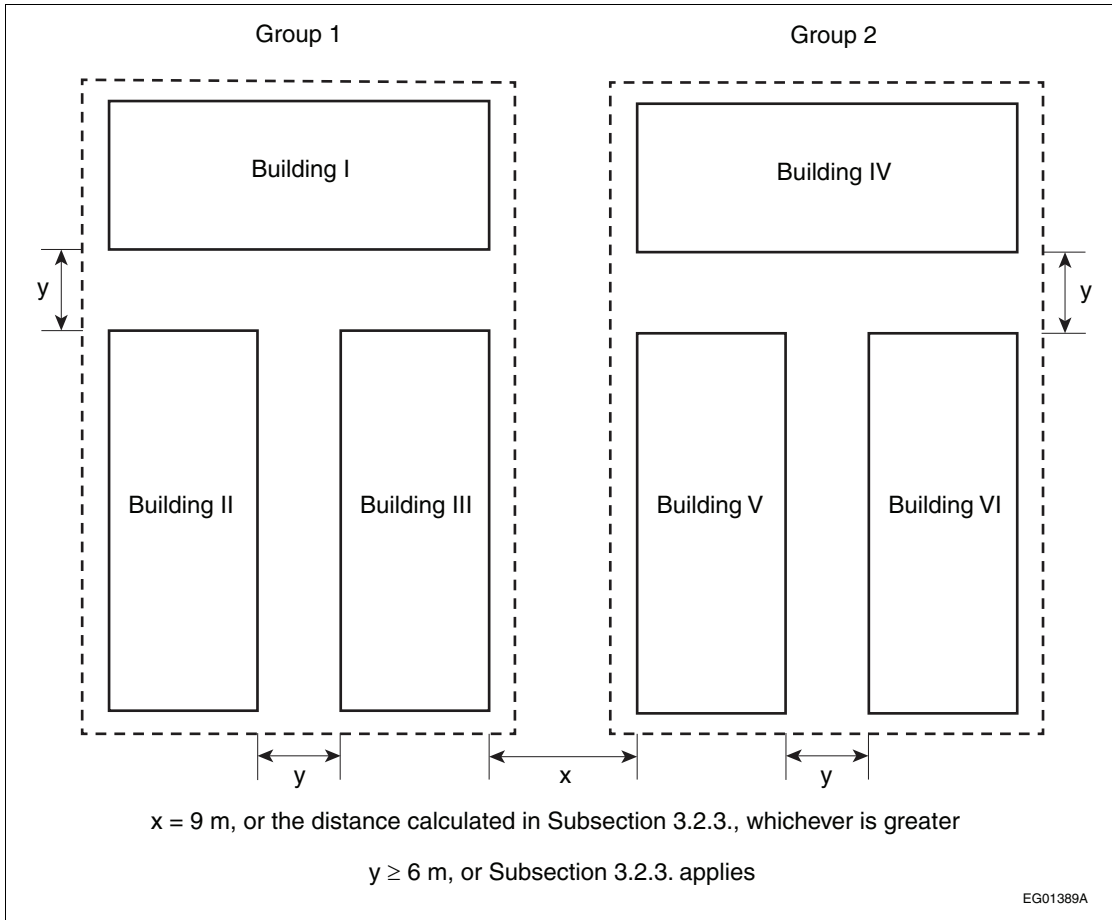 Group 1
Group 2
Building I
Building IV
y
y
Building II
Building III
Building V
Building VI
y
x
y
x = 9 m, or the distance calculated in Subsection 3.2.3., whichever is greater
y ≥ 6 m, or Subsection 3.2.3. applies
EG01389A